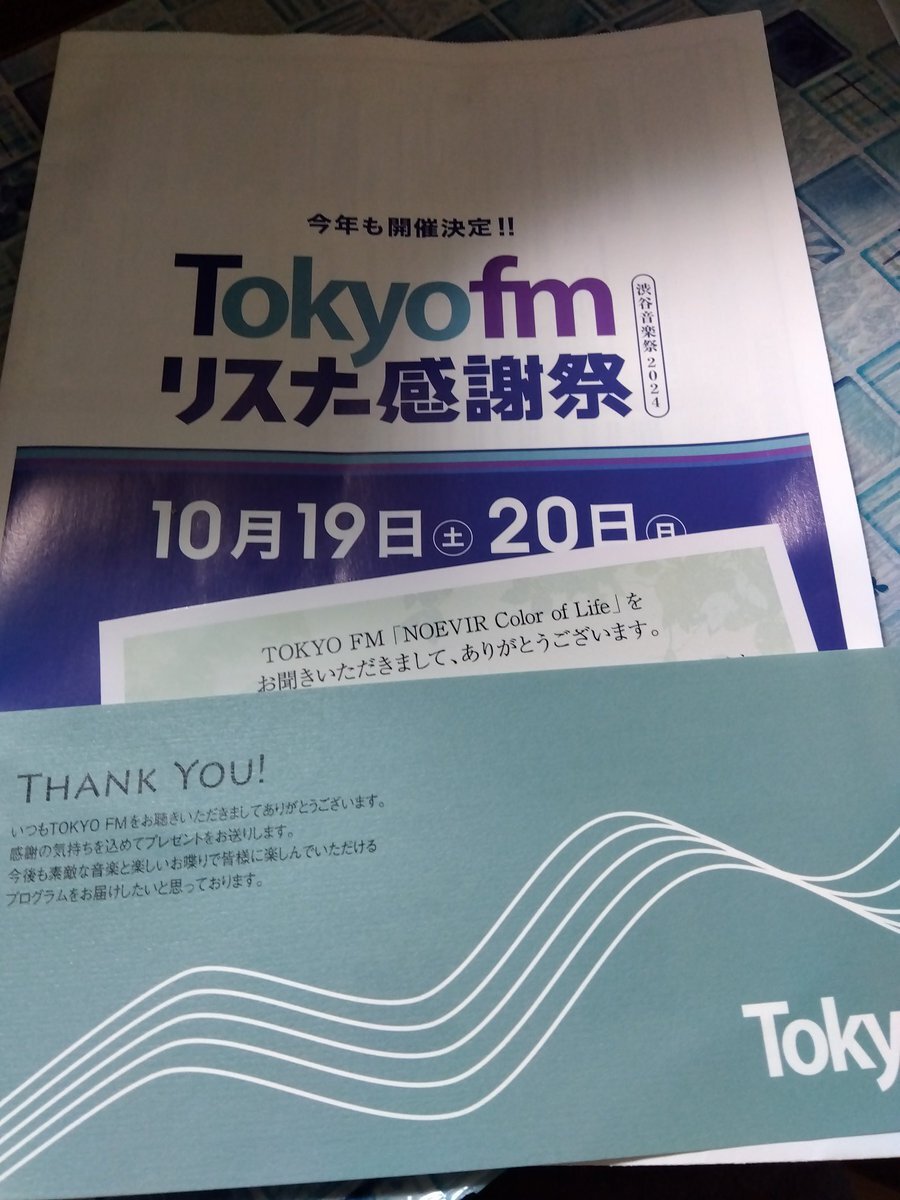 今年も開催決定!!
Tokyo fm
リスナー感謝祭
渋谷音楽祭2024
10月19日(土) 20日(日)
TOKYO FM「NOEVIR Color of Life」を
お聞きいただきまして、ありがとうございます。
THANK YOU!
いつもTOKYO FMをお聴きいただきましてありがとうございます。
感謝の気持ちを込めてプレゼントをお送りします。
今後も素敵な音楽と楽しいお喋りで皆様に楽しんでいただける
プログラムをお届けしたいと思っております。
Toky